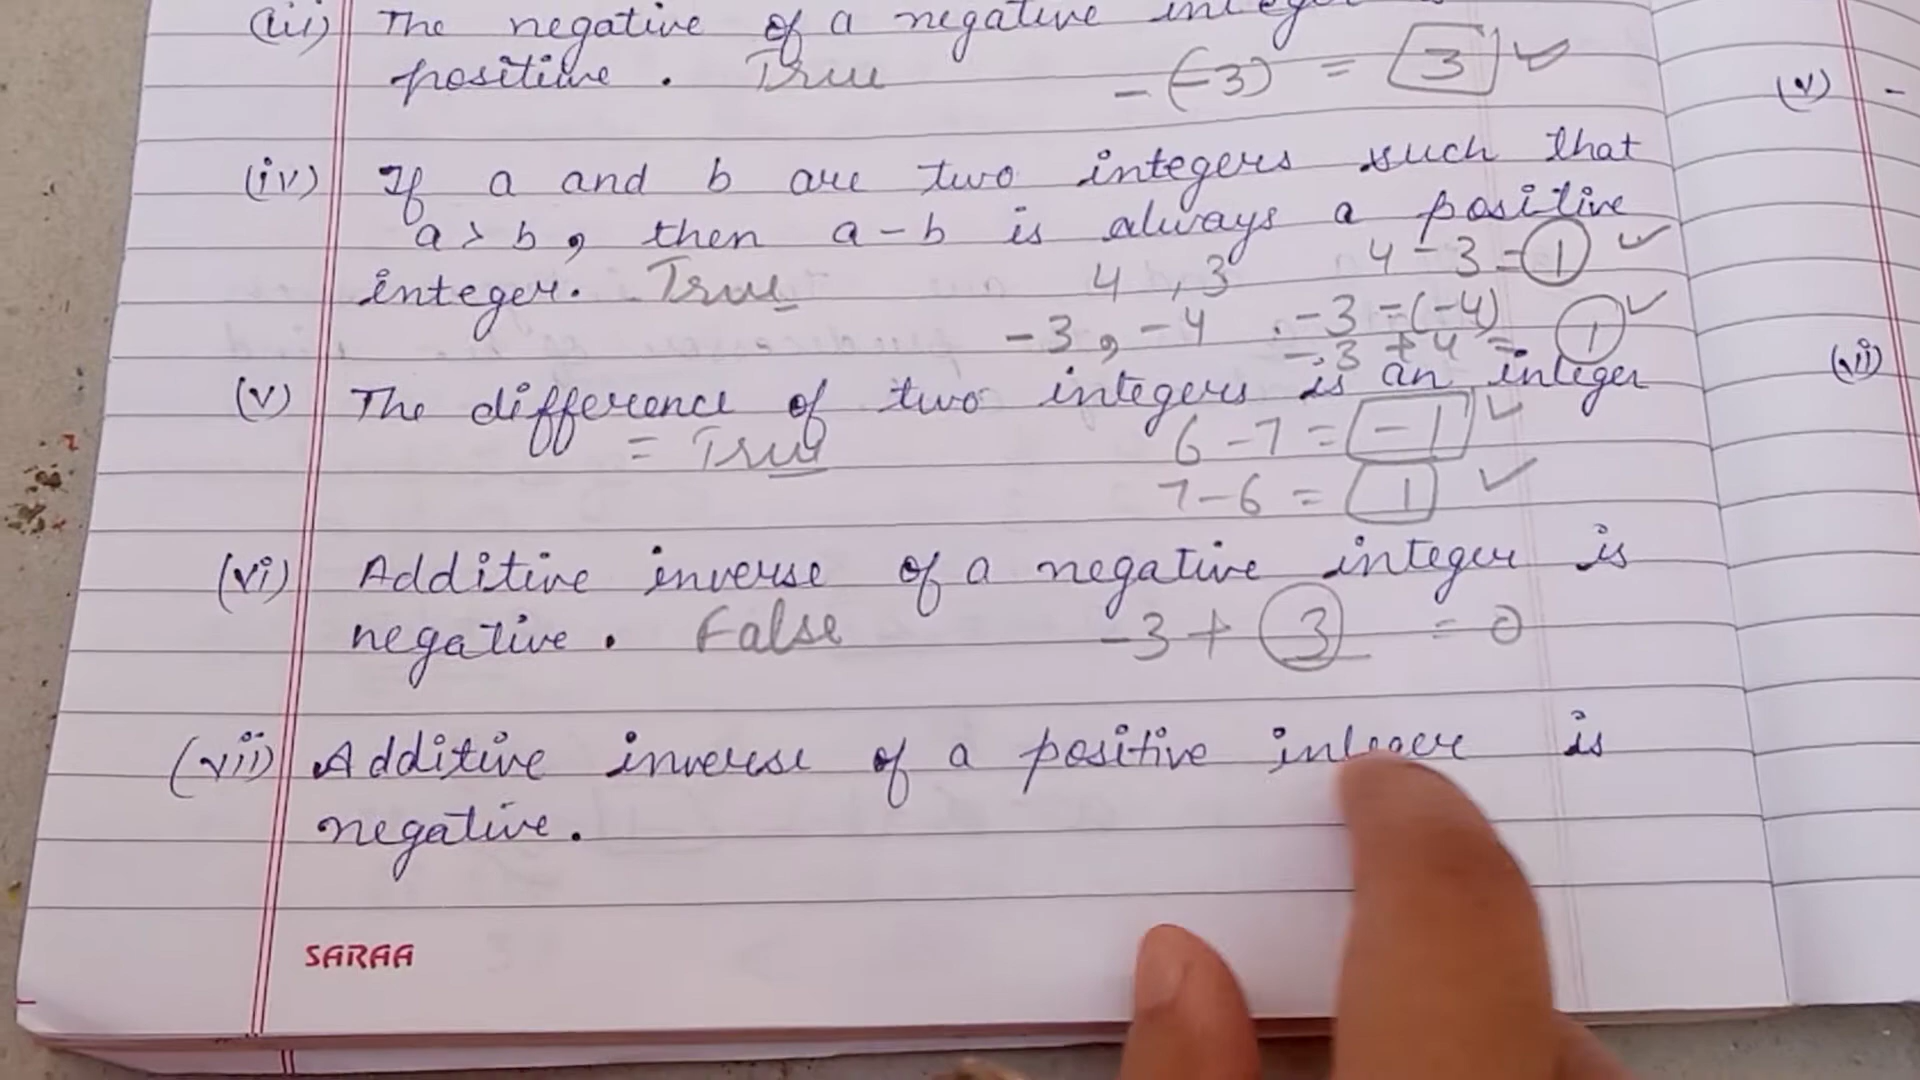 (iii) The negative of a negative integer is
positive. True -(-3) = 3 ✓
(v) -
(iv) If a and b are two integers such that
a > b, then a - b is always a positive
integer. True 4, 3 4 - 3 = 1 ✓
-3, -4 -3 - (-4)
-3 + 4 = 1 ✓
(v) The difference of two integers is an integer
(vii)
= True 6 - 7 = -1 ✓
7 - 6 = 1 ✓
(vi) Additive inverse of a negative integer is
negative. False -3 + 3 = 0
(vii) Additive inverse of a positive integer is
negative.
SARAA